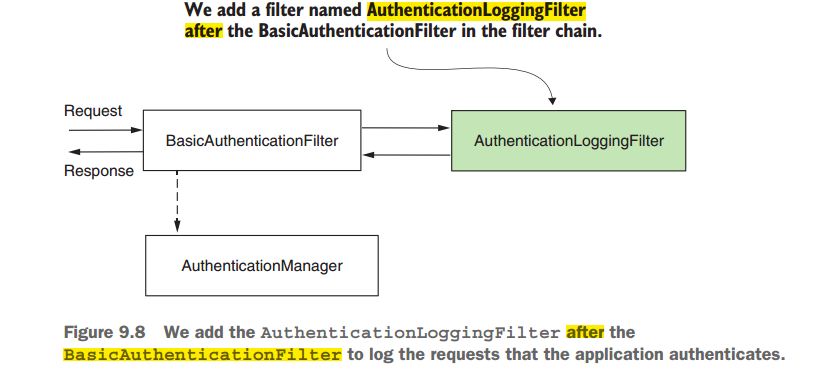 We add a filter named AuthenticationLoggingFilter
after the BasicAuthenticationFilter in the filter chain.
Request
BasicAuthenticationFilter
AuthenticationLoggingFilter
Response
AuthenticationManager
Figure 9.8 We add the AuthenticationLoggingFilter after the
BasicAuthenticationFilter to log the requests that the application authenticates.